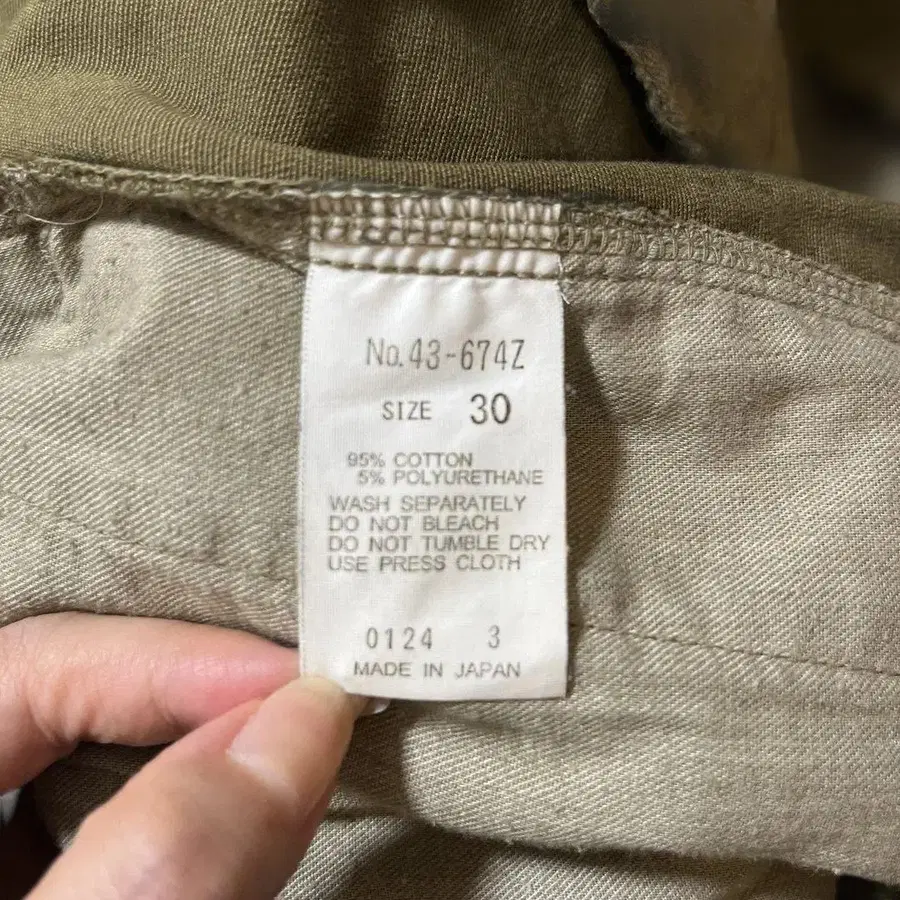 No. 43-674Z
SIZE 30
95% COTTON
5% POLYURETHANE
WASH SEPARATELY
DO NOT BLEACH
DO NOT TUMBLE DRY
USE PRESS CLOTH
0124 3
MADE IN JAPAN